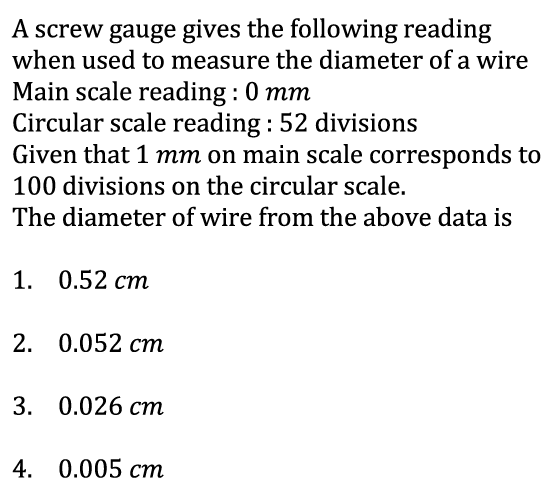 A screw gauge gives the following reading
when used to measure the diameter of a wire
Main scale reading : 0 mm
Circular scale reading : 52 divisions
Given that 1 mm on main scale corresponds to
100 divisions on the circular scale.
The diameter of wire from the above data is
1. 0.52 cm
2. 0.052 cm
3. 0.026 cm
4. 0.005 cm